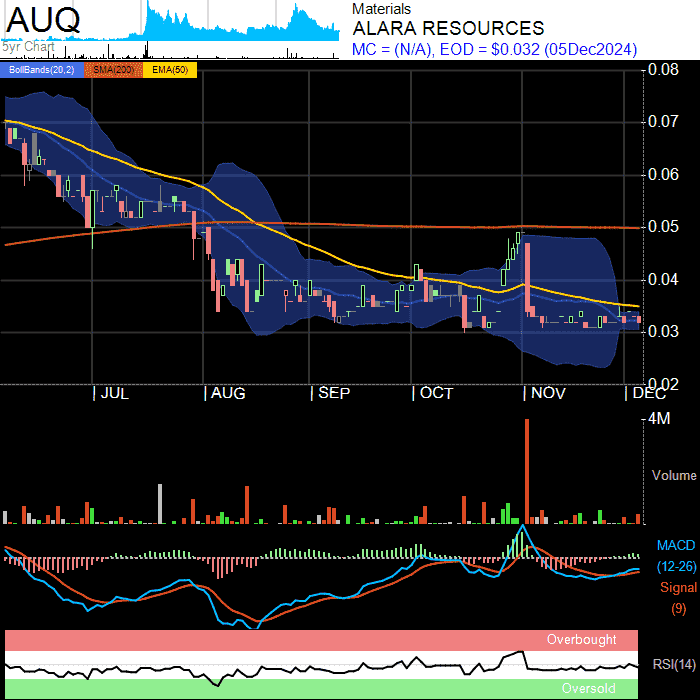 AUQ
5yr Chart
Materials
ALARA RESOURCES
MC = (N/A), EOD = $0.032 (05Dec2024)
BollBands(20,2) SMA(200) EMA(50)
0.08
0.07
0.06
0.05
0.04
0.03
0.02
JUL AUG SEP OCT NOV DEC
4M
Volume
MACD
(12-26)
Signal
(9)
Overbought
RSI(14)
Oversold